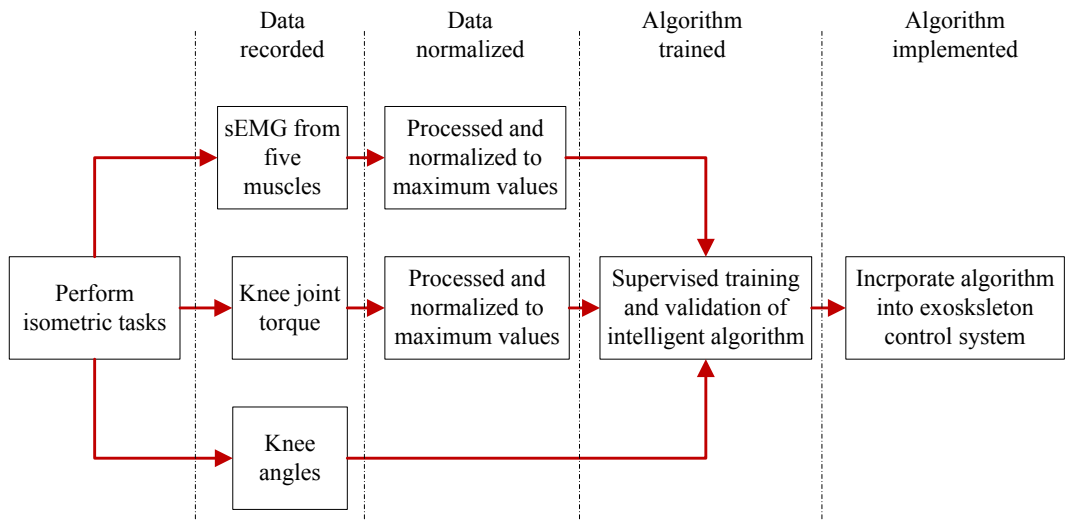 Data
recorded
Data
normalized
Algorithm
trained
Algorithm
implemented
sEMG from
five
muscles
Processed and
normalized to
maximum values
Perform
isometric tasks
Knee joint
torque
Processed and
normalized to
maximum values
Supervised training
and validation of
intelligent algorithm
Incrporate algorithm
into exosksleton
control system
Knee
angles